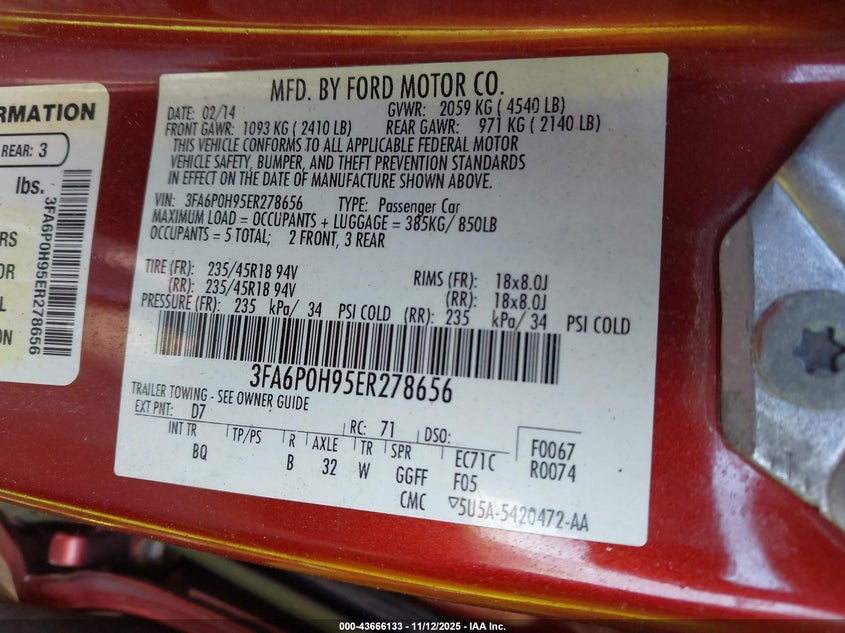 RMATION
REAR: 3
lbs.
RS
OR
L
ON
3FA6P0H95ER278656
MFD. BY FORD MOTOR CO.
DATE: 02/14 GVWR: 2059 KG ( 4540 LB)
FRONT GAWR: 1093 KG ( 2410 LB) REAR GAWR: 971 KG ( 2140 LB)
THIS VEHICLE CONFORMS TO ALL APPLICABLE FEDERAL MOTOR
VEHICLE SAFETY, BUMPER, AND THEFT PREVENTION STANDARDS
IN EFFECT ON THE DATE OF MANUFACTURE SHOWN ABOVE.
VIN: 3FA6P0H95ER278656 TYPE: Passenger Car
MAXIMUM LOAD = OCCUPANTS + LUGGAGE = 385KG/ 850LB
OCCUPANTS = 5 TOTAL; 2 FRONT, 3 REAR
TIRE (FR): 235/45R18 94V RIMS (FR): 18x8.0J
(RR): 235/45R18 94V (RR): 18x8.0J
PRESSURE (FR): 235 kPa/ 34 PSI COLD (RR): 235 kPa/ 34 PSI COLD
3FA6P0H95ER278656
TRAILER TOWING - SEE OWNER GUIDE
EXT PNT: D7 RC: 71 DSO: F0067
INT TR TP/PS R AXLE TR SPR EC71C R0074
BQ B 32 W GGFF F05
CMC ▽5U5A-5420472-AA
000-43666133 - 11/12/2025 - IAA Inc.